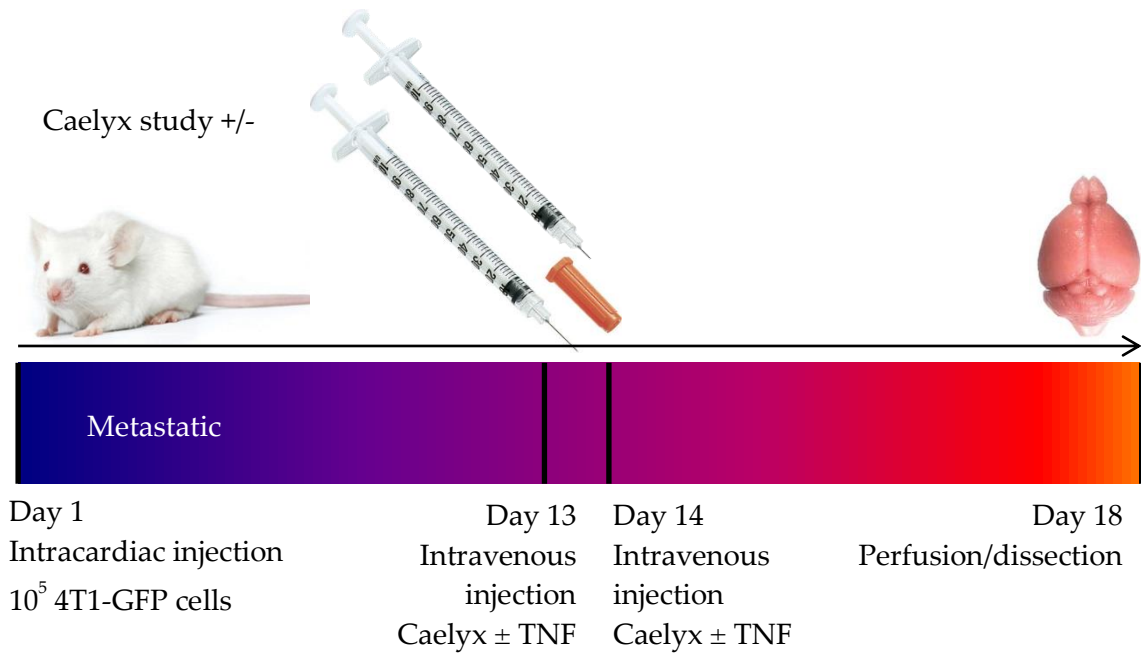 Caelyx study +/-
Metastatic
Day 1
Intracardiac injection
10⁵ 4T1-GFP cells
Day 13
Intravenous
injection
Caelyx ± TNF
Day 14
Intravenous
injection
Caelyx ± TNF
Day 18
Perfusion/dissection